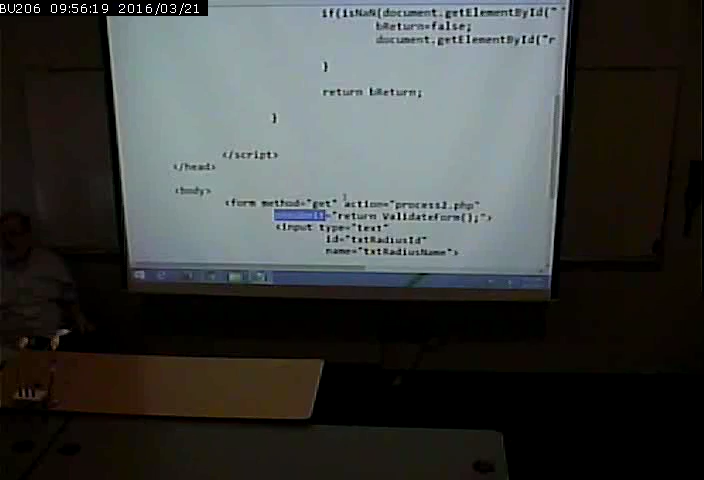 BU206 09:56:19 2016/03/21
if(isNaN(document.getElementById("
bReturn=false;
document.getElementById("r
}
return bReturn;
}
</script>
</head>
<body>
<form method="get" action="process2.php"
onsubmit="return ValidateForm();">
<input type="text"
id="txtRadiusId"
name="txtRadiusName">